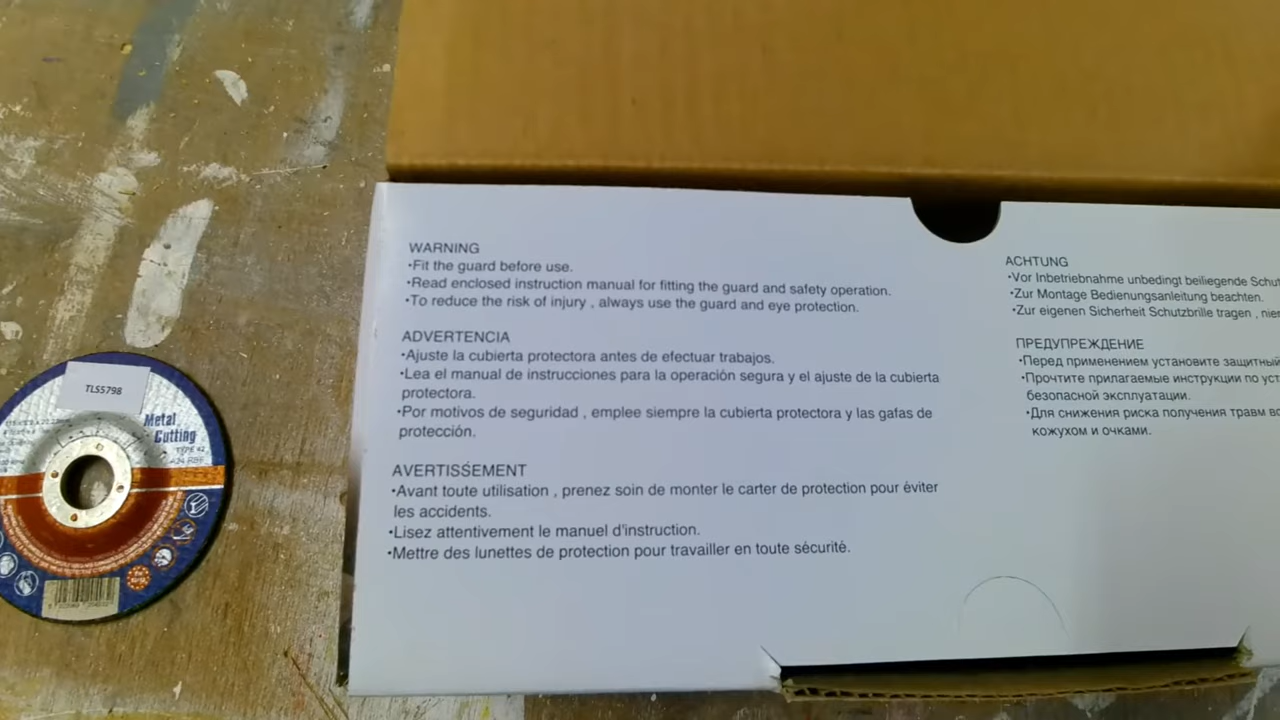 WARNING
•Fit the guard before use.
•Read enclosed instruction manual for fitting the guard and safety operation.
•To reduce the risk of injury , always use the guard and eye protection.
ADVERTENCIA
•Ajuste la cubierta protectora antes de efectuar trabajos.
•Lea el manual de instrucciones para la operación segura y el ajuste de la cubierta
protectora.
•Por motivos de seguridad , emplee siempre la cubierta protectora y las gafas de
protección.
AVERTISSEMENT
•Avant toute utilisation , prenez soin de monter le carter de protection pour éviter
les accidents.
•Lisez attentivement le manuel d'instruction.
•Mettre des lunettes de protection pour travailler en toute sécurité.
ACHTUNG
•Vor Inbetriebnahme unbedingt beiliegende
•Zur Montage Bedienungsanleitung beachten.
•Zur eigenen Sicherheit Schutzbrille tragen ,
ПРЕДУПРЕЖДЕНИЕ
•Перед применением установите
•Прочтите прилагаемые инструкции по
безопасной эксплуатации.
•Для снижения риска получения травм
кожухом и очками.
TLS5798
Metal
Cutting
TYPE 42